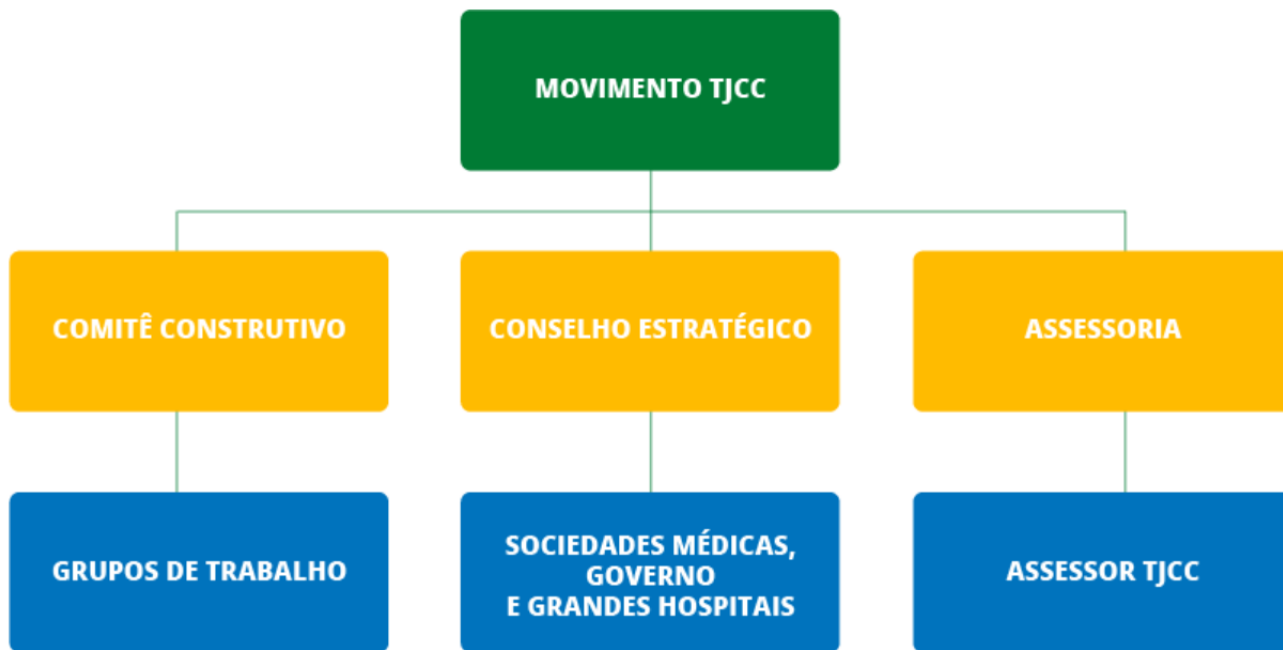 MOVIMENTO TJCC
COMITÊ CONSTRUTIVO
CONSELHO ESTRATÉGICO
ASSESSORIA
GRUPOS DE TRABALHO
SOCIEDADES MÉDICAS,
GOVERNO
E GRANDES HOSPITAIS
ASSESSOR TJCC